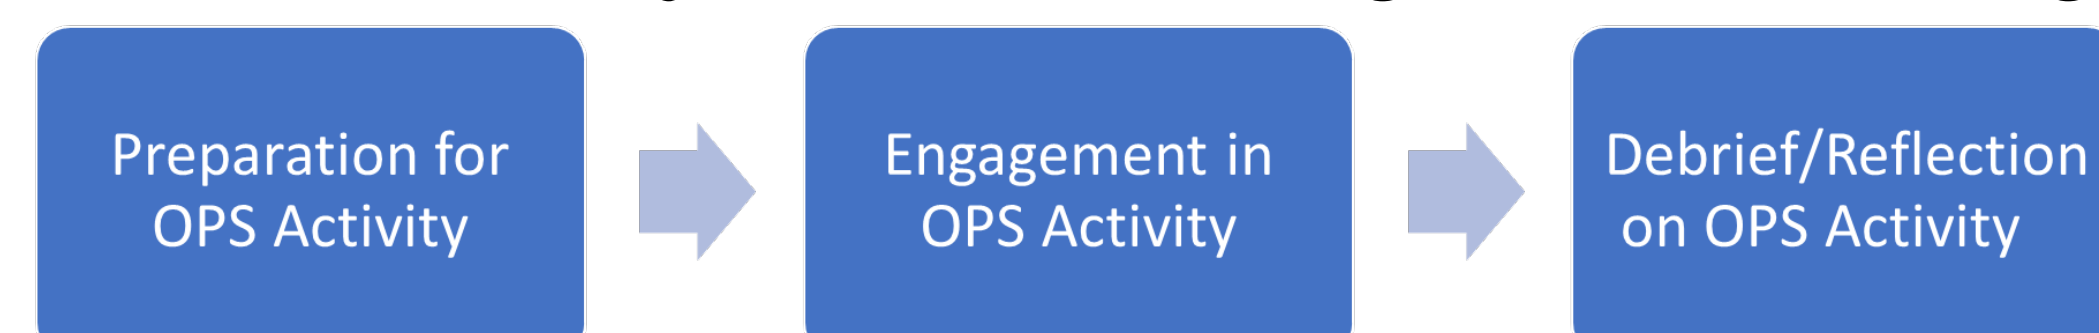 Preparation for
OPS Activity
Engagement in
OPS Activity
Debrief/Reflection
on OPS Activity